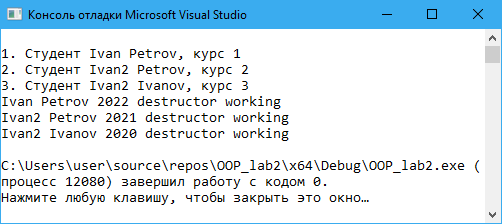 Консоль отладки Microsoft Visual Studio
1. Студент Ivan Petrov, курс 1
2. Студент Ivan2 Petrov, курс 2
3. Студент Ivan2 Ivanov, курс 3
Ivan Petrov 2022 destructor working
Ivan2 Petrov 2021 destructor working
Ivan2 Ivanov 2020 destructor working
C:\Users\user\source\repos\OOP_lab2\x64\Debug\OOP_lab2.exe (
процесс 12080) завершил работу с кодом 0.
Нажмите любую клавишу, чтобы закрыть это окно…